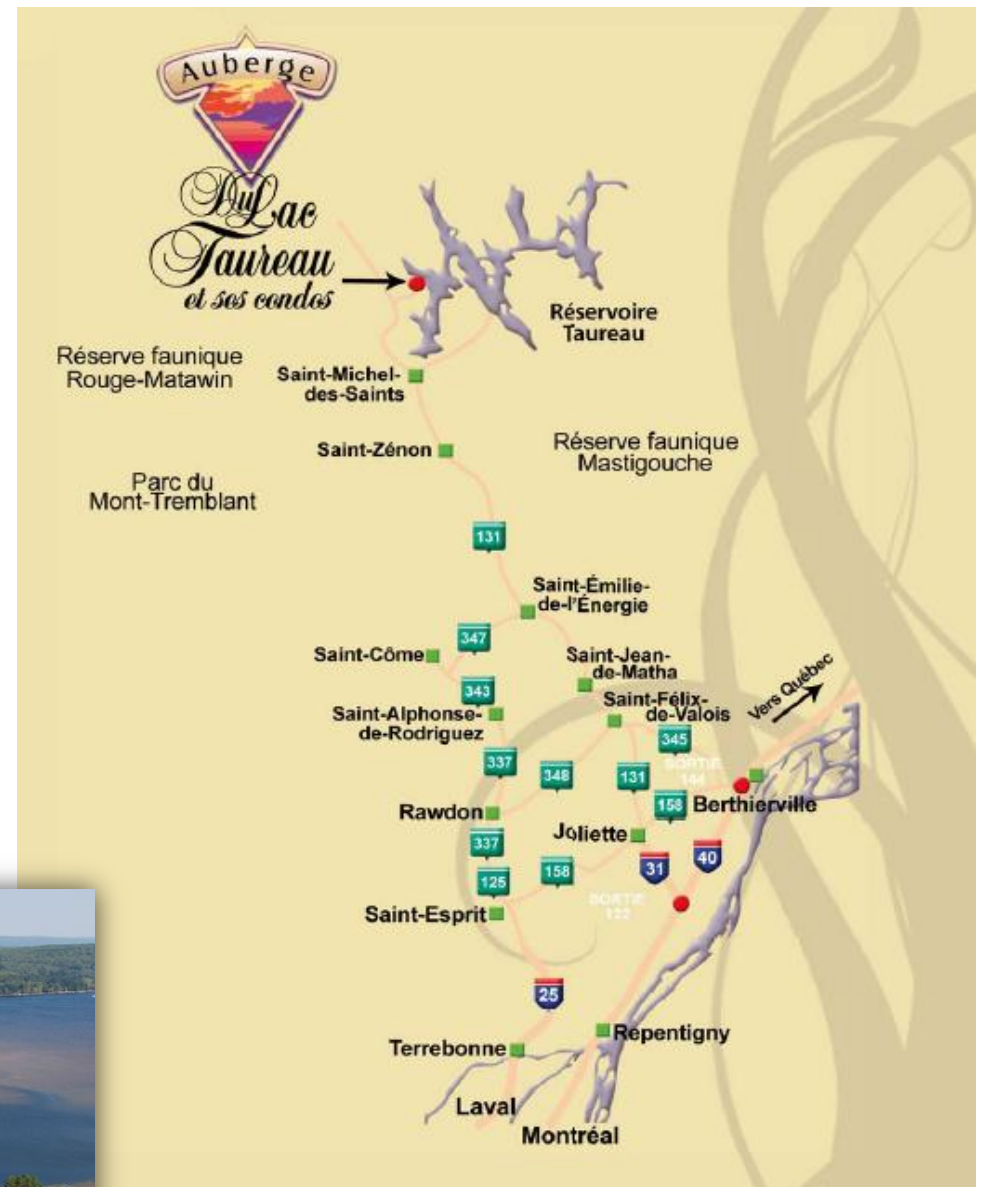 Auberge
Du Lac
Taureau
et ses condos
Réservoire
Taureau
Réserve faunique
Rouge-Matawin
Saint-Michel-
des-Saints
Saint-Zénon
Réserve faunique
Mastigouche
Parc du
Mont-Tremblant
131
Saint-Émilie-
de-l'Énergie
347
Saint-Côme
Saint-Jean-
de-Matha
343
Saint-Alphonse-
de-Rodriguez
Saint-Félix-
de-Valois
Vers Québec
345
337
348
131
SORTIE
144
158
Berthierville
Rawdon
Joliette
337
31
40
125
158
SORTIE
122
Saint-Esprit
25
Repentigny
Terrebonne
Laval
Montréal